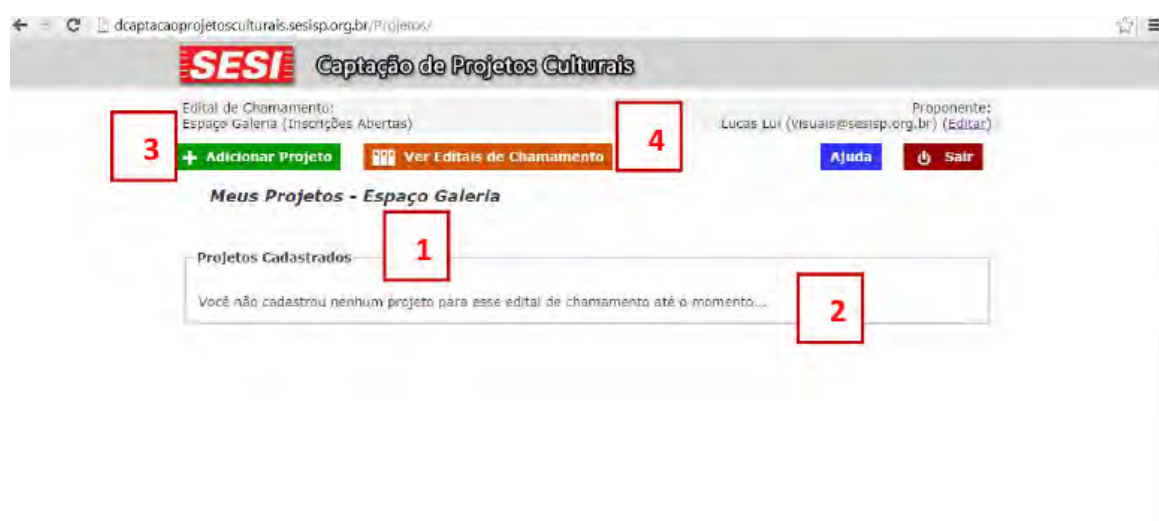 dcaptacaoprojetosculturais.sesisp.org.br/Projetos/
SESI Captação de Projetos Culturais
Edital de Chamamento:
Espaço Galeria (Inscrições Abertas)
Proponente:
Lucas Lui (visuais@sesisp.org.br) (Editar)
3
4
+ Adicionar Projeto
Ver Editais de Chamamento
Ajuda
Sair
Meus Projetos - Espaço Galeria
1
Projetos Cadastrados
Você não cadastrou nenhum projeto para esse edital de chamamento até o momento...
2